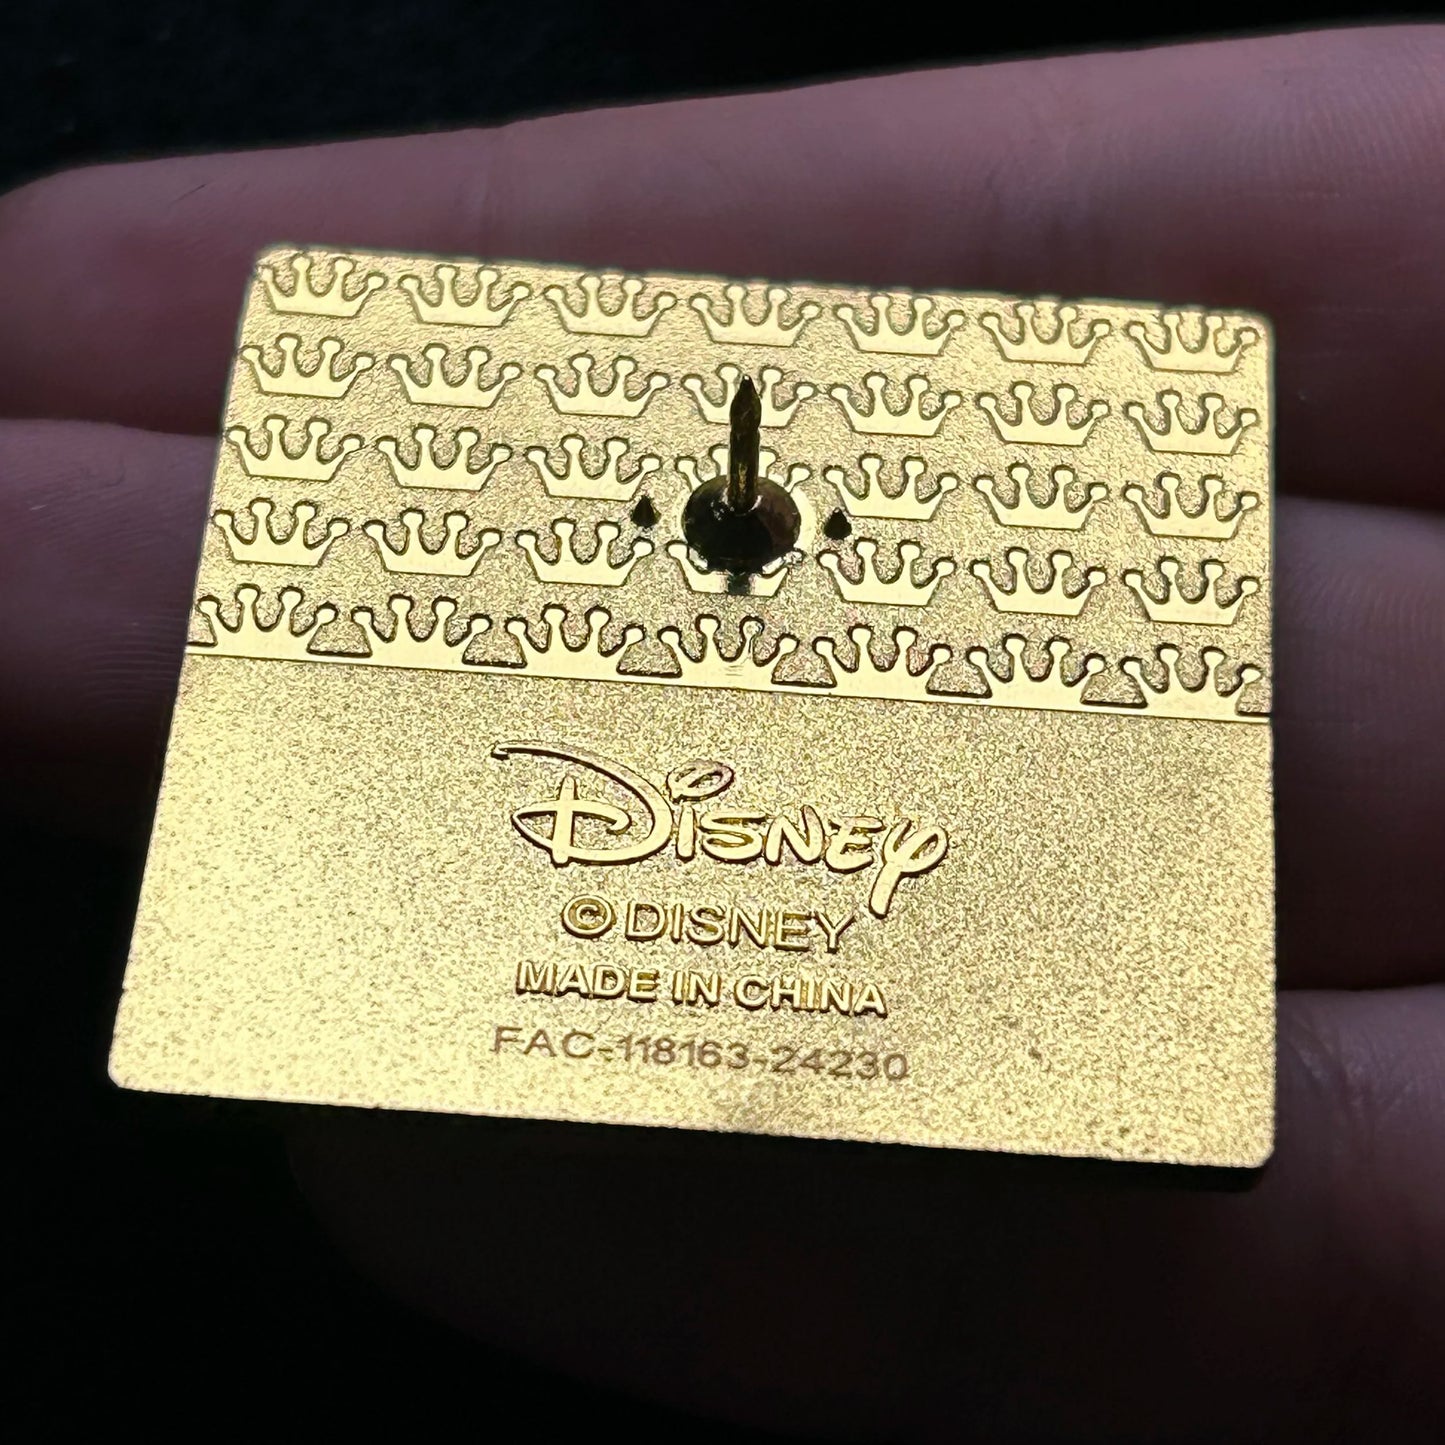 Disney
© DISNEY
MADE IN CHINA
FAC-118163-24230